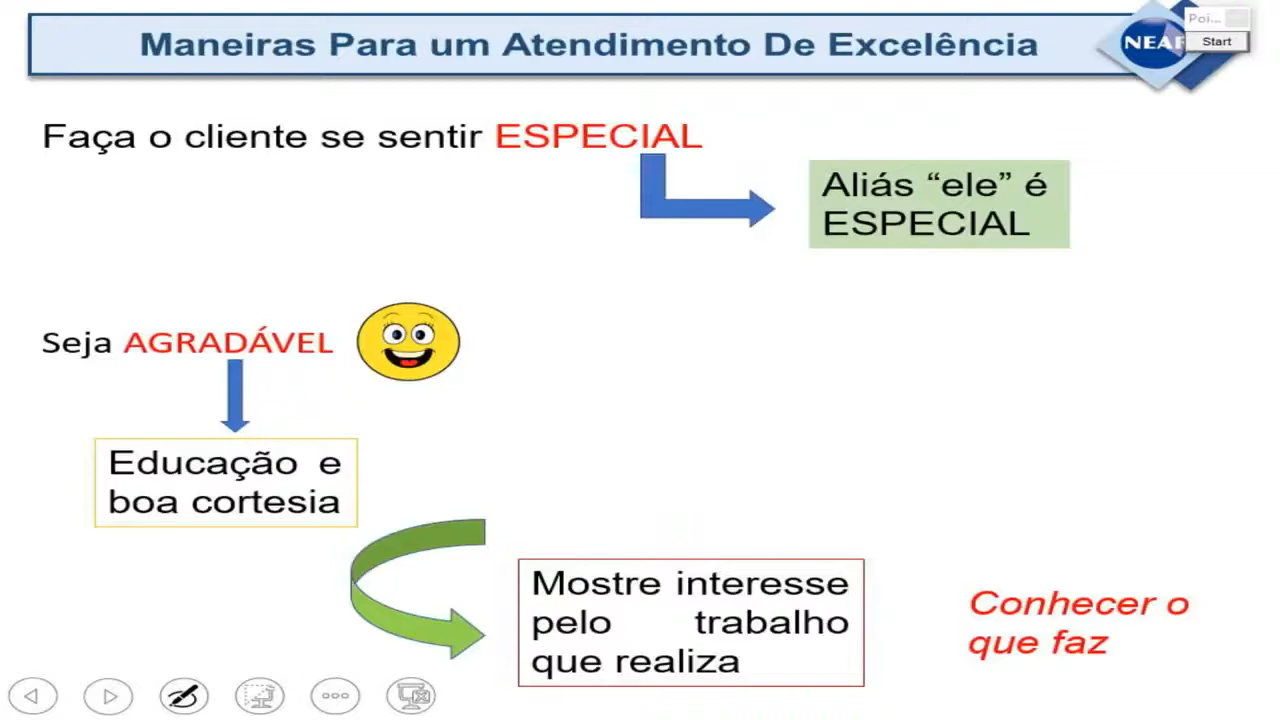 Maneiras Para um Atendimento De Excelência
NEAF
Poi...
Start
Faça o cliente se sentir ESPECIAL
Aliás “ele” é
ESPECIAL
Seja AGRADÁVEL
Educação e
boa cortesia
Mostre interesse
pelo trabalho
que realiza
Conhecer o
que faz